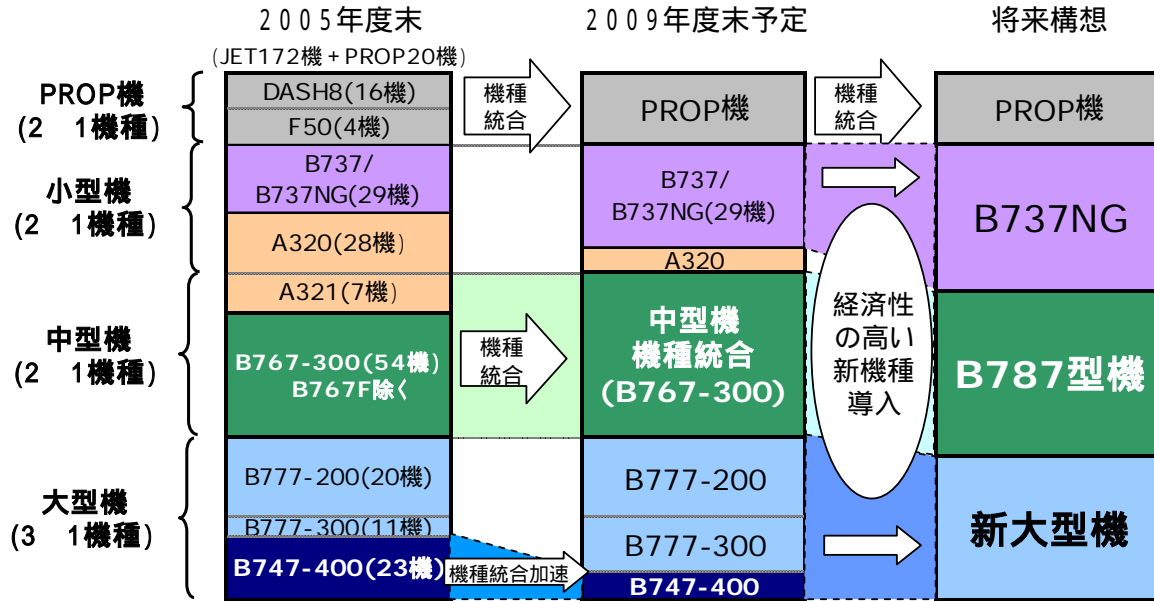 2005年度末
2009年度末予定
将来構想
(JET172機+PROP20機)
PROP機
(2 1機種)
小型機
(2 1機種)
中型機
(2 1機種)
大型機
(3 1機種)
DASH8(16機)
F50(4機)
B737/
B737NG(29機)
A320(28機)
A321(7機)
B767-300(54機)
B767F除く
B777-200(20機)
B777-300(11機)
B747-400(23機)
機種
統合
機種
統合
機種統合加速
PROP機
B737/
B737NG(29機)
A320
中型機
機種統合
(B767-300)
B777-200
B777-300
B747-400
機種
統合
経済性
の高い
新機種
導入
PROP機
B737NG
B787型機
新大型機